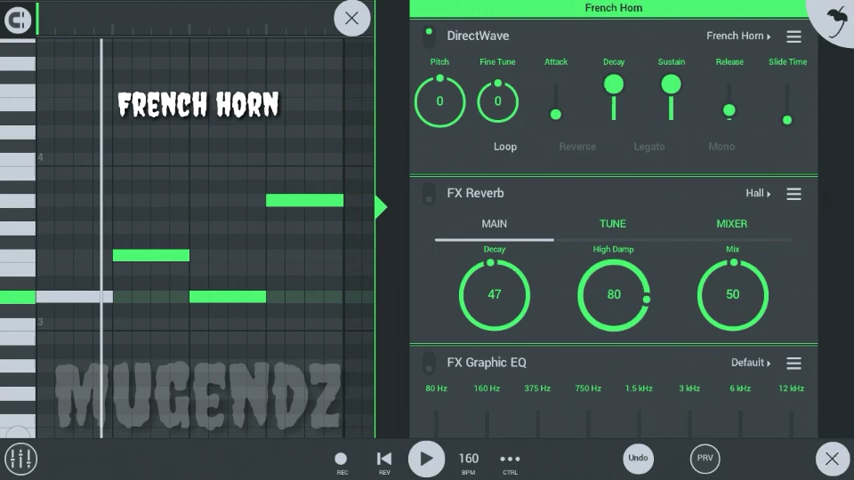 French Horn
DirectWave
French Horn
Pitch
Fine Tune
Attack
Decay
Sustain
Release
Slide Time
0
0
Loop
Reverse
Legato
Mono
FRENCH HORN
4
3
FX Reverb
Hall
MAIN
TUNE
MIXER
Decay
High Damp
Mix
47
80
50
FX Graphic EQ
Default
80 Hz
160 Hz
375 Hz
750 Hz
1.5 kHz
3 kHz
6 kHz
12 kHz
MUGENDZ
REC
REV
160
BPM
CTRL
Undo
PRV